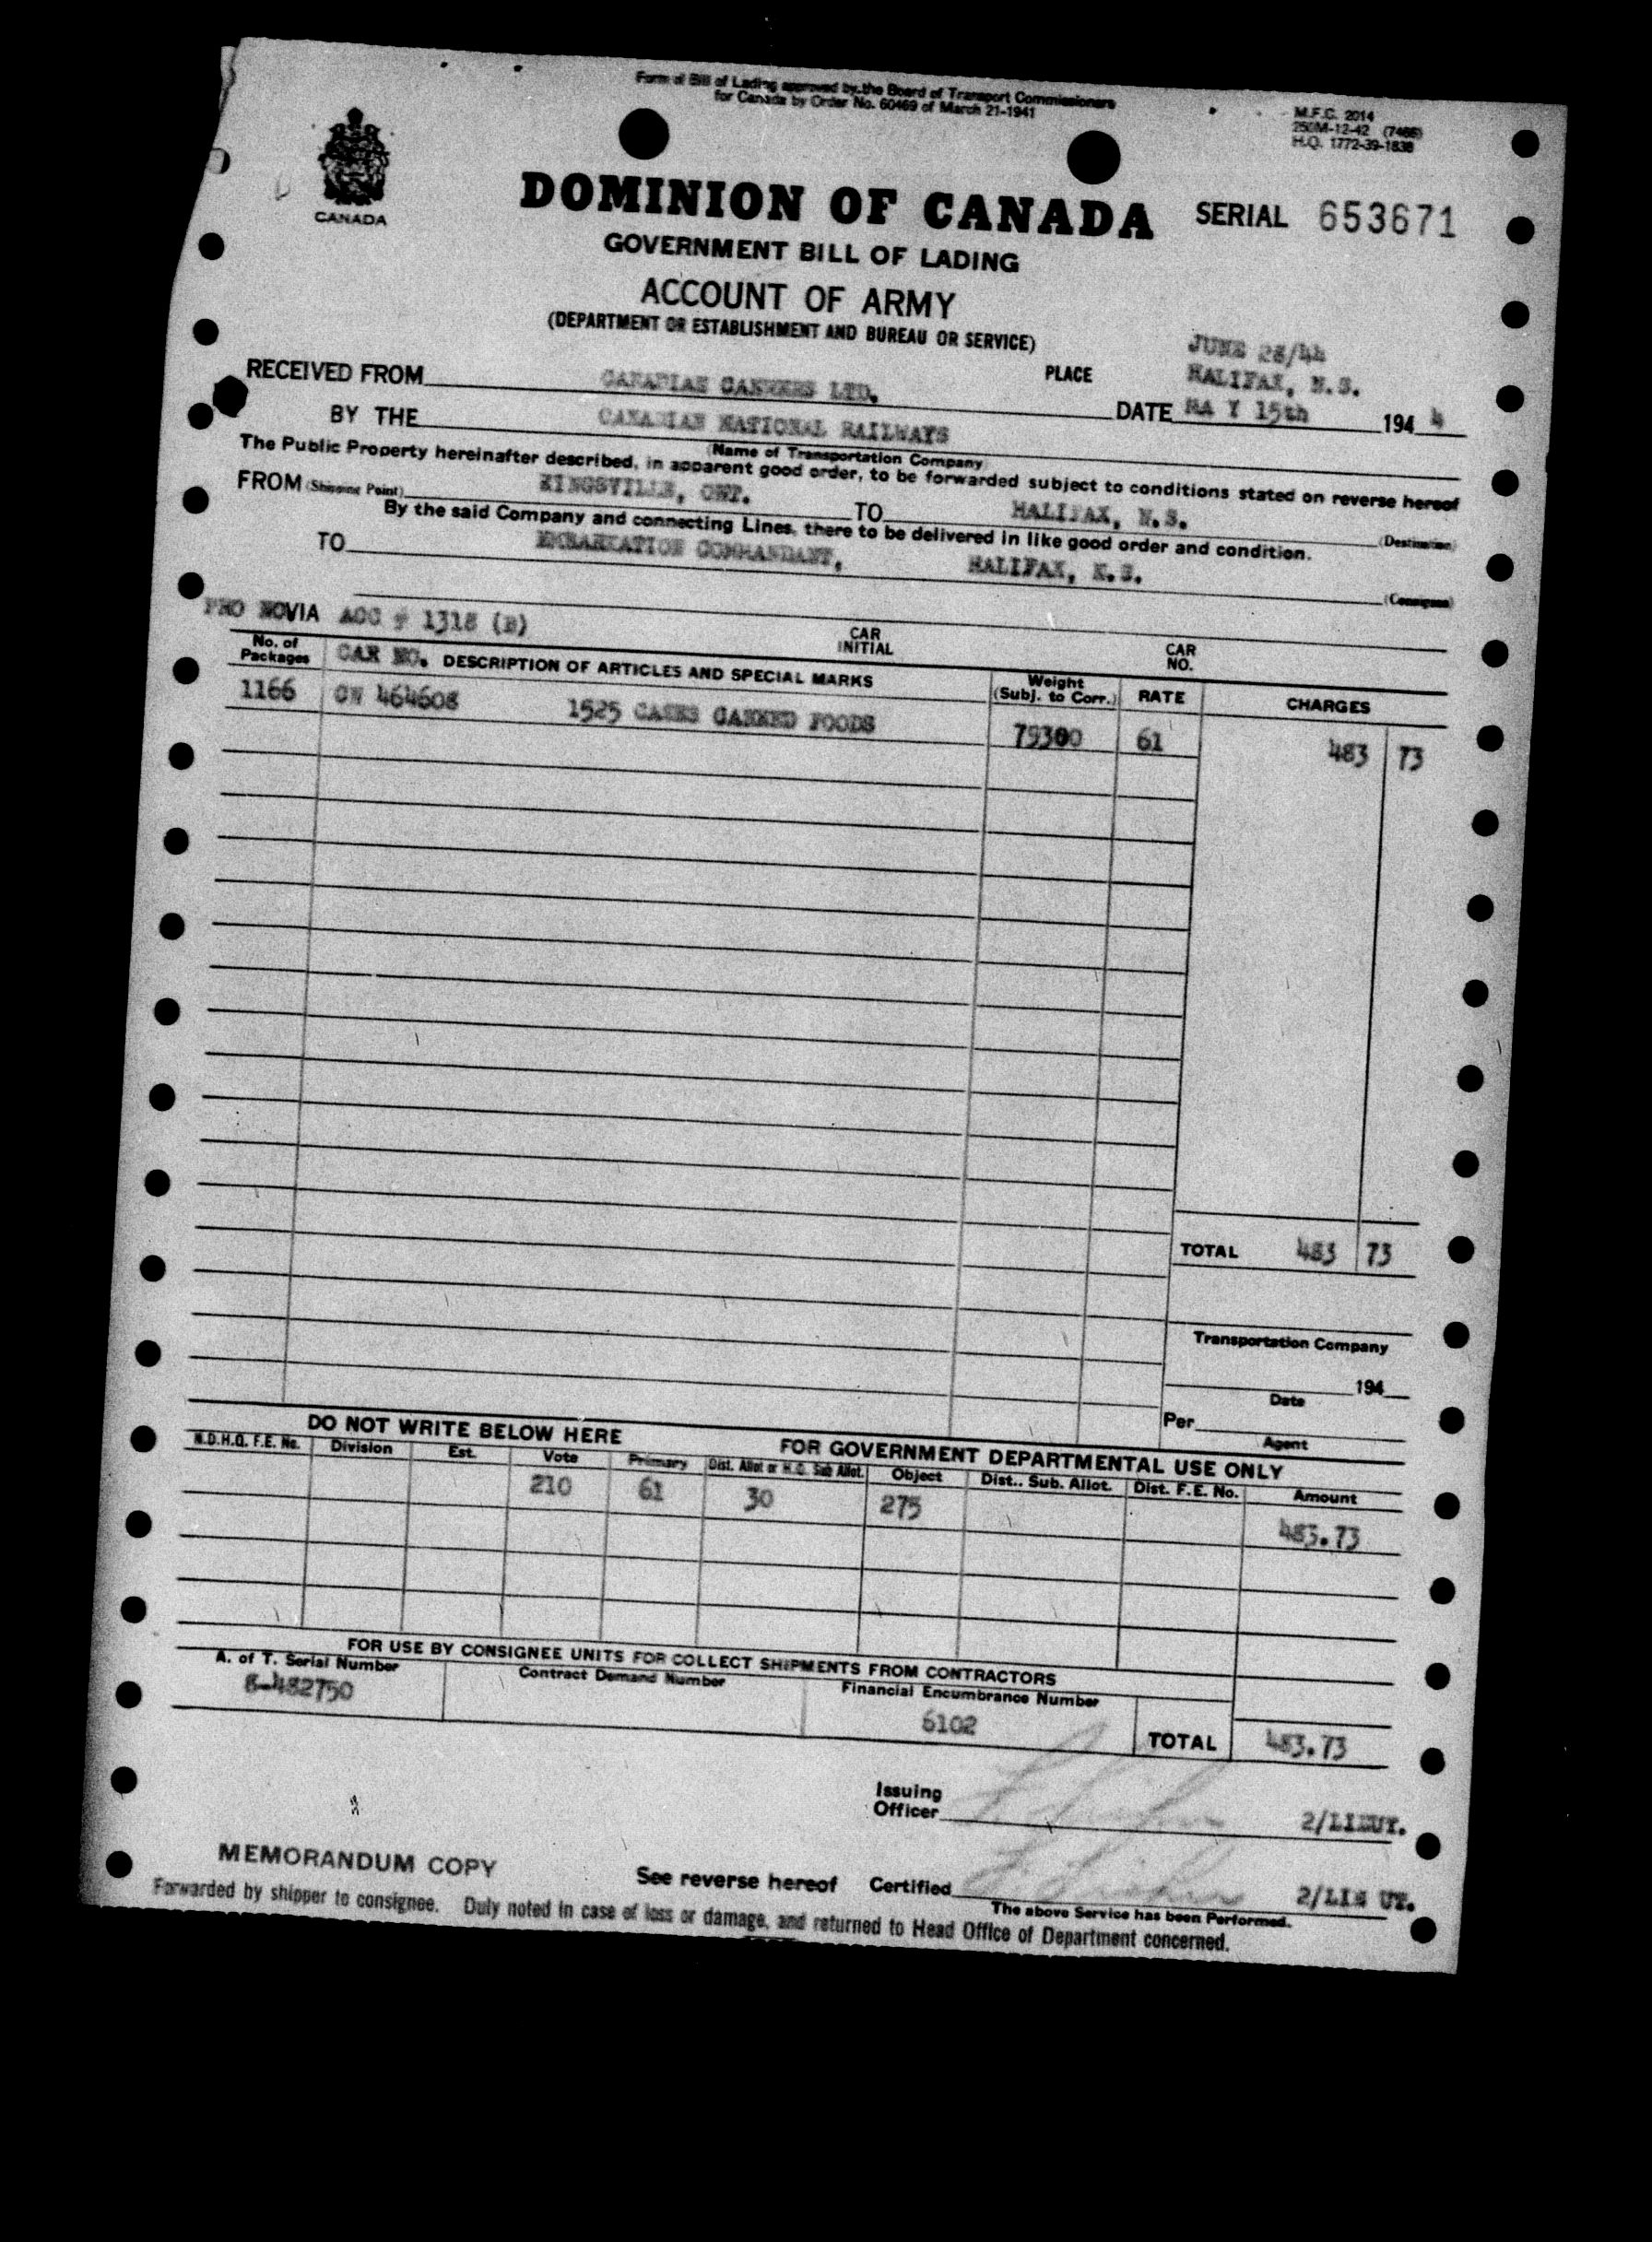 Form of Bill of Lading approved by the Board of Transport Commissioners
for Canada by Order No. 60469 of March 21-1941
M.F.C. 2014
250M-12-42 (7466)
H.Q. 1772-39-1838
CANADA
DOMINION OF CANADA
SERIAL 653671
GOVERNMENT BILL OF LADING
ACCOUNT OF ARMY
(DEPARTMENT OR ESTABLISHMENT AND BUREAU OR SERVICE)
JUNE 28/44
PLACE HALIFAX, N.S.
RECEIVED FROM CANADIAN CANNERS LTD. DATE MA Y 15th 194 4
BY THE CANADIAN NATIONAL RAILWAYS
(Name of Transportation Company)
The Public Property hereinafter described, in apparent good order, to be forwarded subject to conditions stated on reverse hereof
FROM (Shipping Point) KINGSVILLE, ONT. TO HALIFAX, N.S. (Destination)
By the said Company and connecting Lines, there to be delivered in like good order and condition.
TO EMBARKATION COMMANDANT, HALIFAX, N.S. (Consignee)
PRO NO VIA ACC # 1318 (B) CAR INITIAL CAR NO.
No. of Packages CAR NO. DESCRIPTION OF ARTICLES AND SPECIAL MARKS Weight (Subj. to Corr.) RATE CHARGES
1166 CN 464608 1525 CASES CANNED FOODS 79300 61 483 73
TOTAL 483 73
Transportation Company
194
Date
Per
Agent
DO NOT WRITE BELOW HERE FOR GOVERNMENT DEPARTMENTAL USE ONLY
N.D.H.Q. F.E. No. Division Est. Vote Primary Dist. Allot or H.Q. Sub Allot. Object Dist.. Sub. Allot. Dist. F.E. No. Amount
210 61 30 275 483.73
FOR USE BY CONSIGNEE UNITS FOR COLLECT SHIPMENTS FROM CONTRACTORS
A. of T. Serial Number Contract Demand Number Financial Encumbrance Number
B-482750 6102 TOTAL 483.73
Issuing
Officer 2/LIEUT.
MEMORANDUM COPY See reverse hereof Certified 2/LIE UT.
The above Service has been Performed.
Forwarded by shipper to consignee. Duly noted in case of loss or damage, and returned to Head Office of Department concerned.